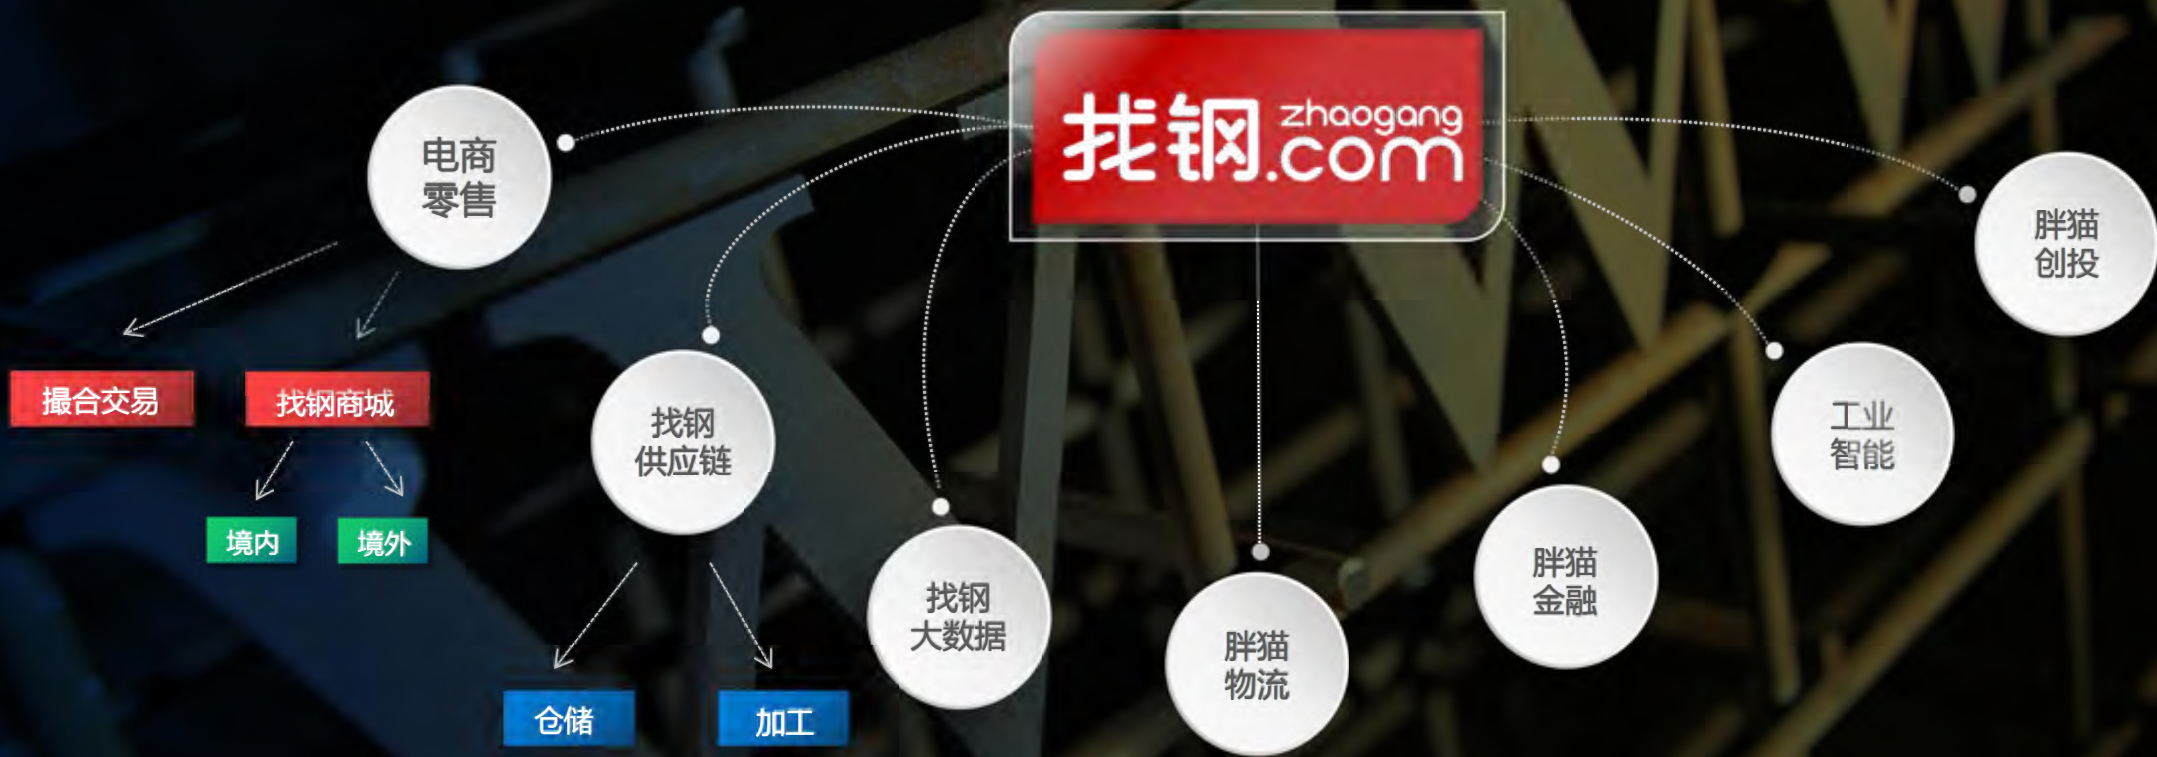 找钢.com
zhaogang
电商
零售
胖猫
创投
撮合交易
找钢商城
找钢
供应链
工业
智能
境内
境外
胖猫
金融
找钢
大数据
胖猫
物流
仓储
加工